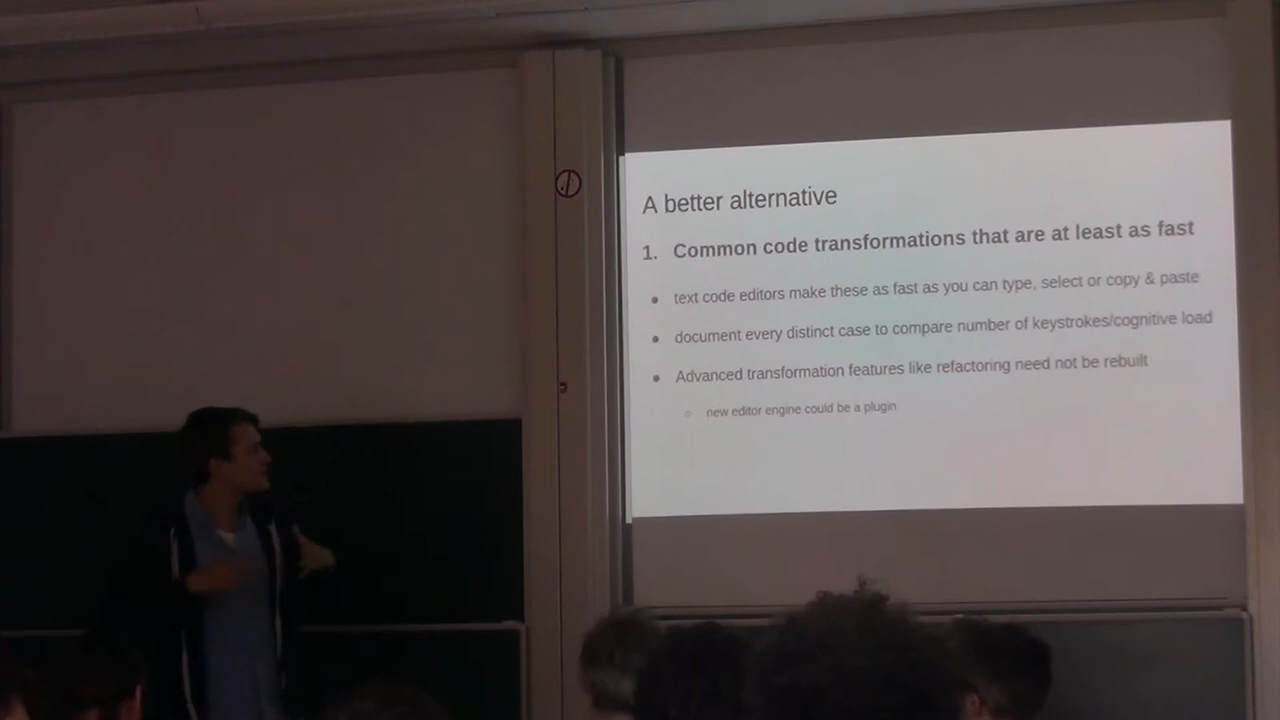 A better alternative
1. Common code transformations that are at least as fast
● text code editors make these as fast as you can type, select or copy & paste
● document every distinct case to compare number of keystrokes/cognitive load
● Advanced transformation features like refactoring need not be rebuilt
○ new editor engine could be a plugin